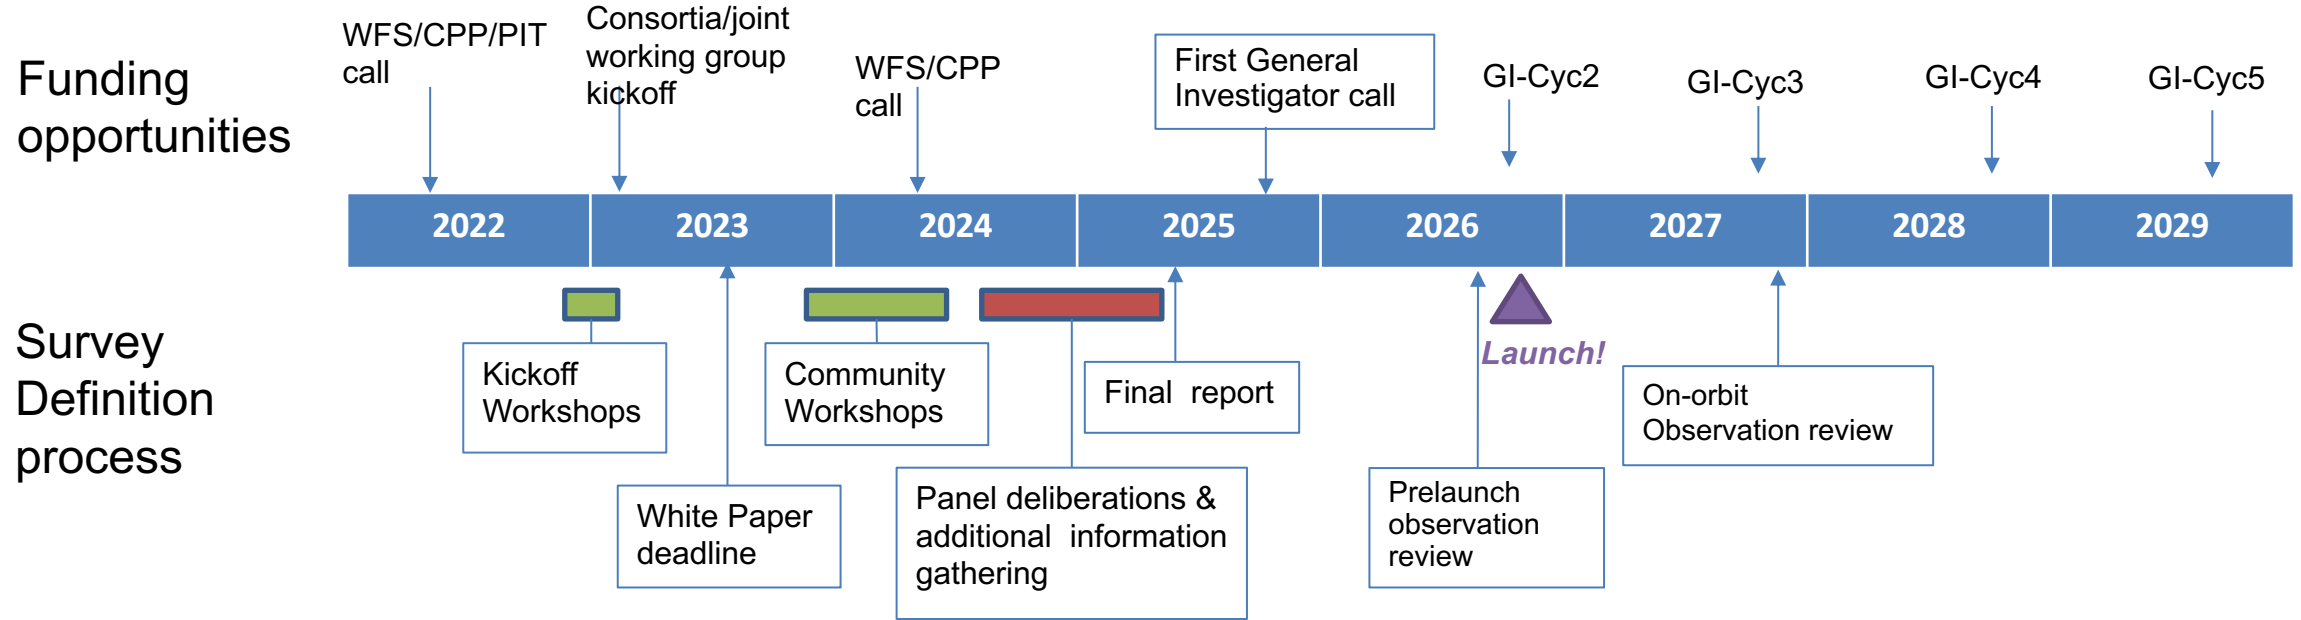 Funding
opportunities
WFS/CPP/PIT
call
Consortia/joint
working group
kickoff
WFS/CPP
call
First General
Investigator call
GI-Cyc2
GI-Cyc3
GI-Cyc4
GI-Cyc5
2022
2023
2024
2025
2026
2027
2028
2029
Survey
Definition
process
Kickoff
Workshops
White Paper
deadline
Community
Workshops
Panel deliberations &
additional information
gathering
Final report
Prelaunch
observation
review
Launch!
On-orbit
Observation review